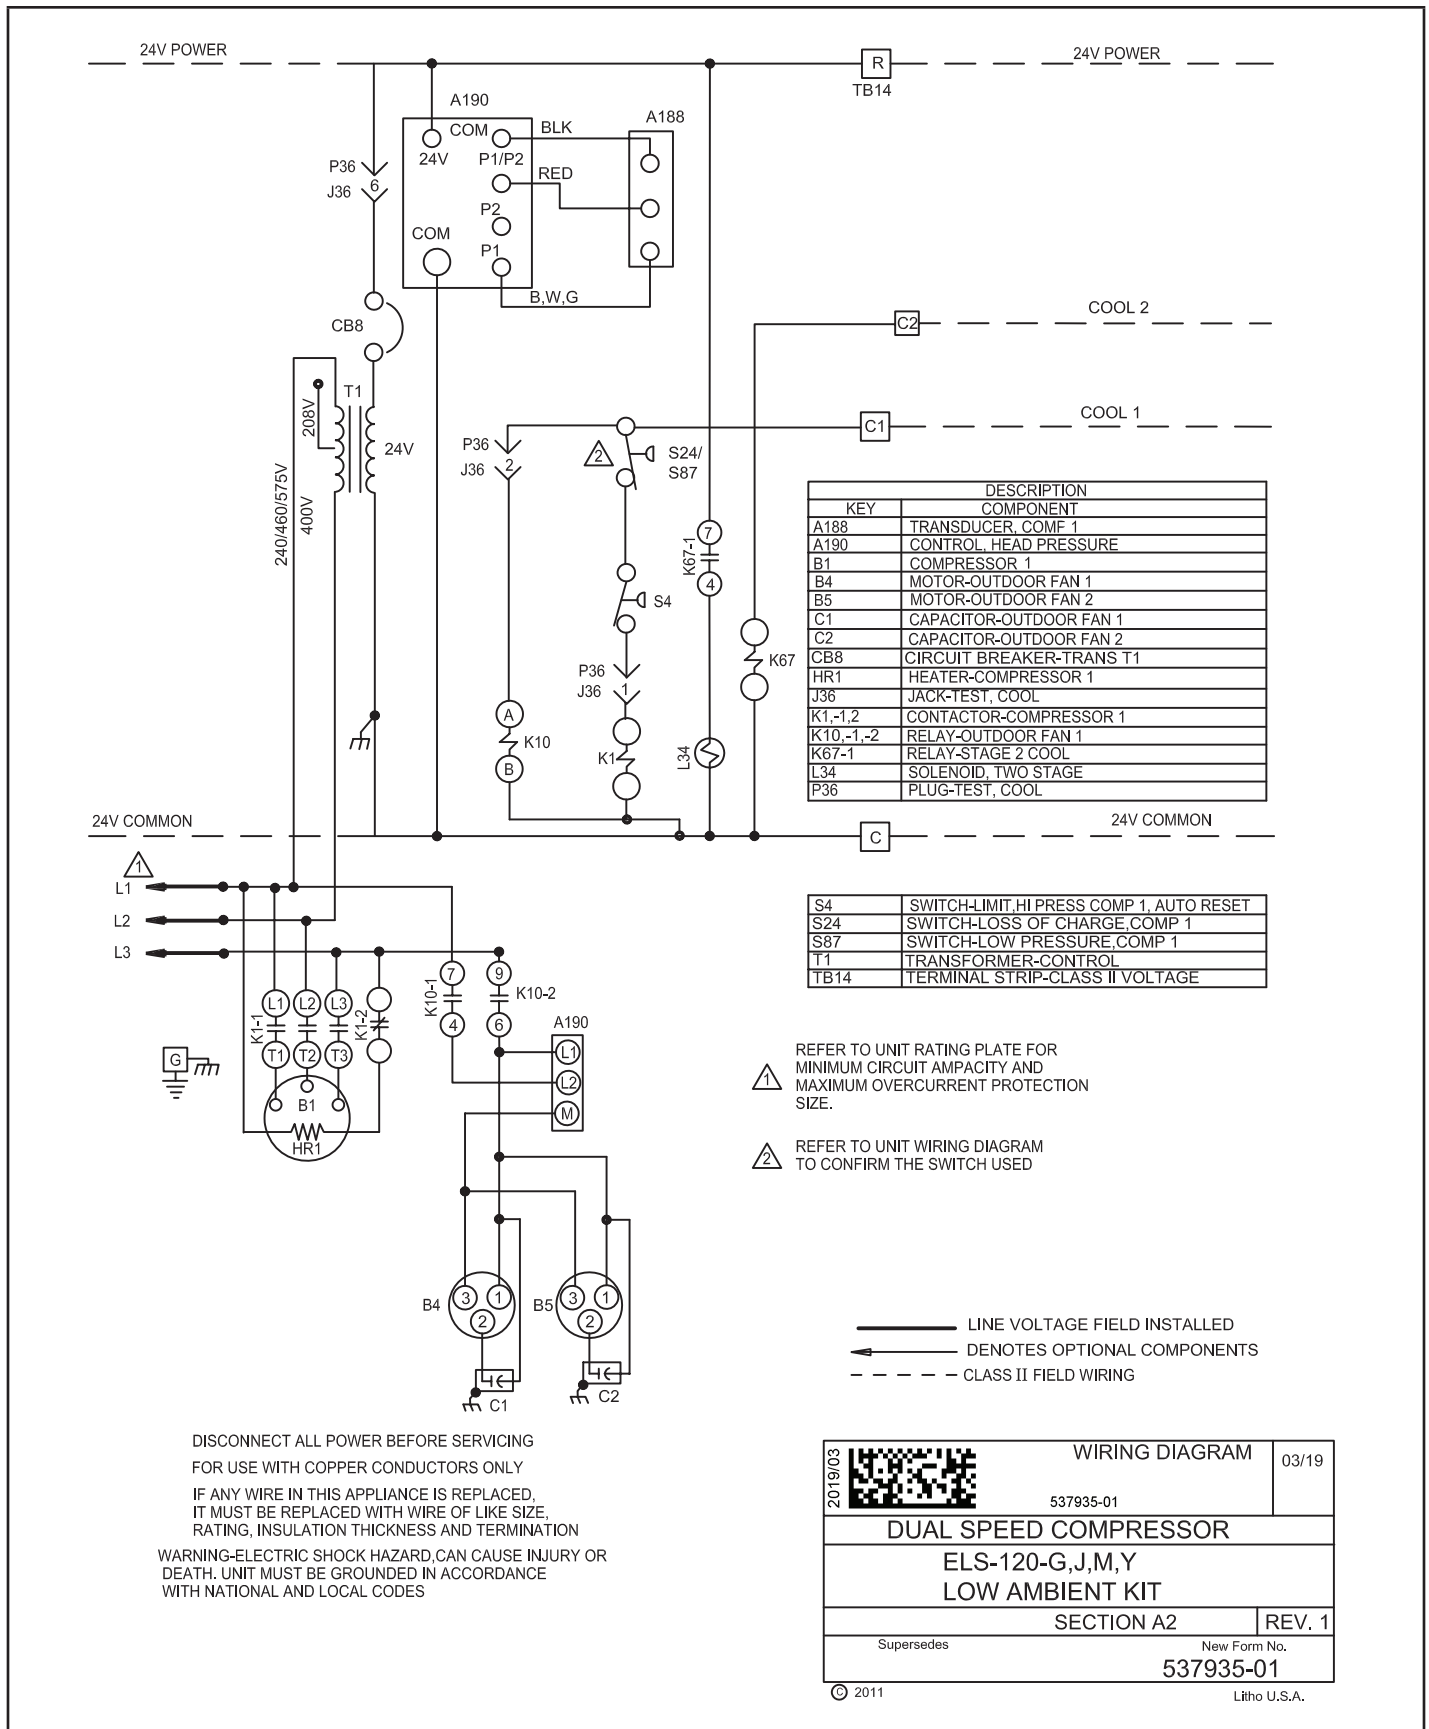 24V POWER
24V POWER
R
TB14
A190
A188
COM
BLK
24V
P1/P2
RED
P2
COM
P1
B,W,G
P36
J36
6
CB8
COOL 2
C2
T1
208V
24V
240/460/575V
400V
COOL 1
C1
P36
J36
2
2
S24/
S87
7
K67-1
4
S4
K67
P36
J36
1
A
K10
B
K1
L34
DESCRIPTION
KEY COMPONENT
A188 TRANSDUCER, COMF 1
A190 CONTROL, HEAD PRESSURE
B1 COMPRESSOR 1
B4 MOTOR-OUTDOOR FAN 1
B5 MOTOR-OUTDOOR FAN 2
C1 CAPACITOR-OUTDOOR FAN 1
C2 CAPACITOR-OUTDOOR FAN 2
CB8 CIRCUIT BREAKER-TRANS T1
HR1 HEATER-COMPRESSOR 1
J36 JACK-TEST, COOL
K1,-1,2 CONTACTOR-COMPRESSOR 1
K10,-1,-2 RELAY-OUTDOOR FAN 1
K67-1 RELAY-STAGE 2 COOL
L34 SOLENOID, TWO STAGE
P36 PLUG-TEST, COOL
24V COMMON
24V COMMON
C
1
L1
L2
L3
S4 SWITCH-LIMIT,HI PRESS COMP 1, AUTO RESET
S24 SWITCH-LOSS OF CHARGE,COMP 1
S87 SWITCH-LOW PRESSURE,COMP 1
T1 TRANSFORMER-CONTROL
TB14 TERMINAL STRIP-CLASS II VOLTAGE
7
9
K10-1
K10-2
4
6
L1
L2
L3
K1-1
K1-2
T1
T2
T3
B1
HR1
G
A190
L1
L2
M
1
REFER TO UNIT RATING PLATE FOR
MINIMUM CIRCUIT AMPACITY AND
MAXIMUM OVERCURRENT PROTECTION
SIZE.
2
REFER TO UNIT WIRING DIAGRAM
TO CONFIRM THE SWITCH USED
B4
3
1
2
B5
3
1
2
C1
C2
LINE VOLTAGE FIELD INSTALLED
DENOTES OPTIONAL COMPONENTS
CLASS II FIELD WIRING
DISCONNECT ALL POWER BEFORE SERVICING
FOR USE WITH COPPER CONDUCTORS ONLY
IF ANY WIRE IN THIS APPLIANCE IS REPLACED,
IT MUST BE REPLACED WITH WIRE OF LIKE SIZE,
RATING, INSULATION THICKNESS AND TERMINATION
WARNING-ELECTRIC SHOCK HAZARD,CAN CAUSE INJURY OR
DEATH. UNIT MUST BE GROUNDED IN ACCORDANCE
WITH NATIONAL AND LOCAL CODES
2019/03
WIRING DIAGRAM
03/19
537935-01
DUAL SPEED COMPRESSOR
ELS-120-G,J,M,Y
LOW AMBIENT KIT
SECTION A2
REV. 1
Supersedes
New Form No.
537935-01
© 2011
Litho U.S.A.